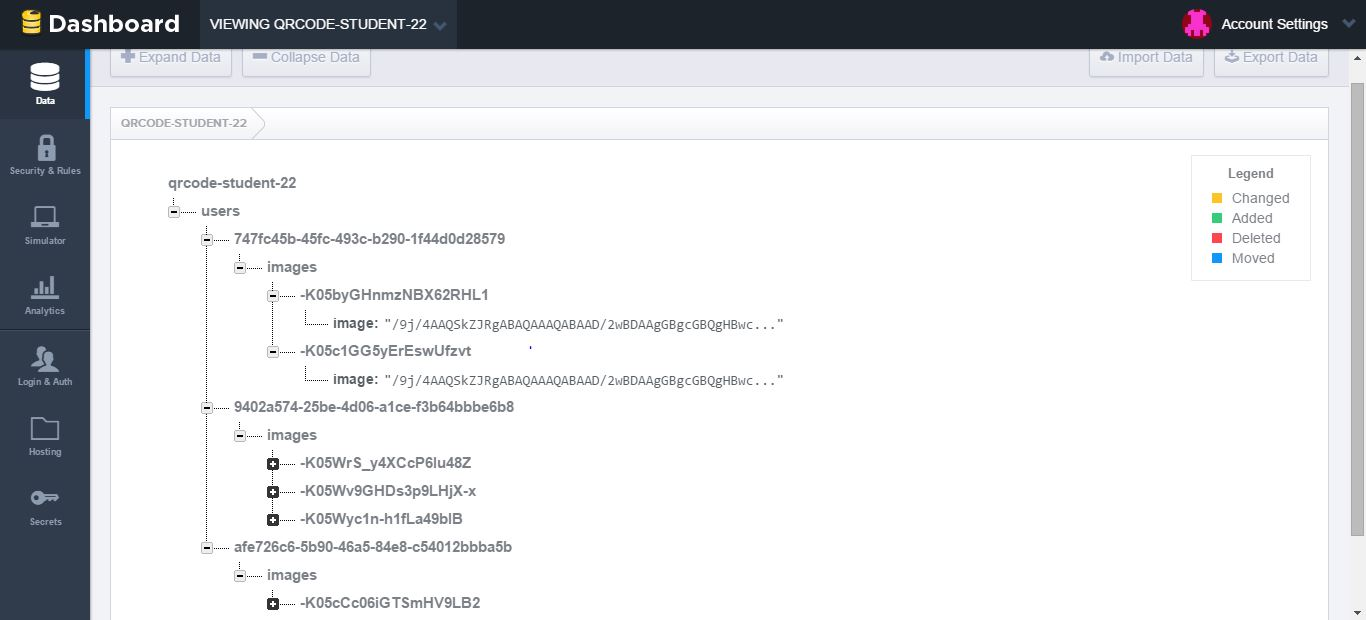 Dashboard
VIEWING QRCODE-STUDENT-22
Account Settings
Expand Data
Collapse Data
Import Data
Export Data
Data
Security & Rules
Simulator
Analytics
Login & Auth
Hosting
Secrets
QRCODE-STUDENT-22
Legend
Changed
Added
Deleted
Moved
qrcode-student-22
users
747fc45b-45fc-493c-b290-1f44d0d28579
images
-K05byGHnmzNBX62RHL1
image: "/9j/4AAQSkZJRgABAQAAAQABAAD/2wBDAAgGBgcGBQgHBwc..."
-K05c1GG5yErEswUfzvt
image: "/9j/4AAQSkZJRgABAQAAAQABAAD/2wBDAAgGBgcGBQgHBwc..."
9402a574-25be-4d06-a1ce-f3b64bbbe6b8
images
-K05WrS_y4XCcP6lu48Z
-K05Wv9GHDs3p9LHjX-x
-K05Wyc1n-h1fLa49blB
afe726c6-5b90-46a5-84e8-c54012bbba5b
images
-K05cCc06iGTSmHV9LB2